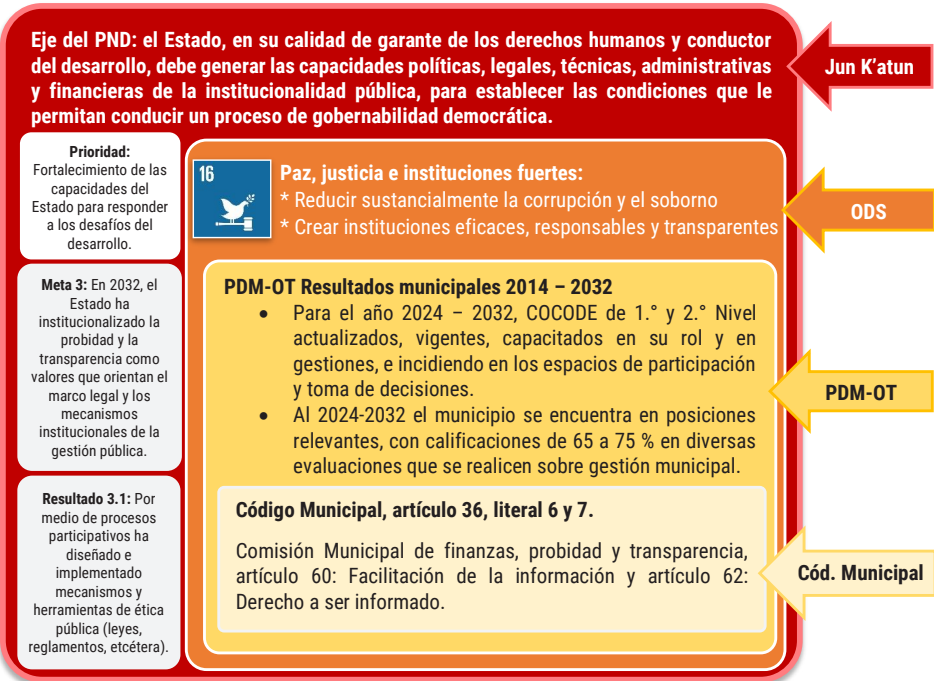 Eje del PND: el Estado, en su calidad de garante de los derechos humanos y conductor
del desarrollo, debe generar las capacidades políticas, legales, técnicas, administrativas
y financieras de la institucionalidad pública, para establecer las condiciones que le
permitan conducir un proceso de gobernabilidad democrática.
Jun K’atun
Prioridad:
Fortalecimiento de las
capacidades del
Estado para responder
a los desafíos del
desarrollo.
16
Paz, justicia e instituciones fuertes:
* Reducir sustancialmente la corrupción y el soborno
* Crear instituciones eficaces, responsables y transparentes
ODS
Meta 3: En 2032, el
Estado ha
institucionalizado la
probidad y la
transparencia como
valores que orientan el
marco legal y los
mecanismos
institucionales de la
gestión pública.
PDM-OT Resultados municipales 2014 – 2032
• Para el año 2024 – 2032, COCODE de 1.° y 2.° Nivel
actualizados, vigentes, capacitados en su rol y en
gestiones, e incidiendo en los espacios de participación
y toma de decisiones.
• Al 2024-2032 el municipio se encuentra en posiciones
relevantes, con calificaciones de 65 a 75 % en diversas
evaluaciones que se realicen sobre gestión municipal.
PDM-OT
Resultado 3.1: Por
medio de procesos
participativos ha
diseñado e
implementado
mecanismos y
herramientas de ética
pública (leyes,
reglamentos, etcétera).
Código Municipal, artículo 36, literal 6 y 7.
Comisión Municipal de finanzas, probidad y transparencia,
artículo 60: Facilitación de la información y artículo 62:
Derecho a ser informado.
Cód. Municipal